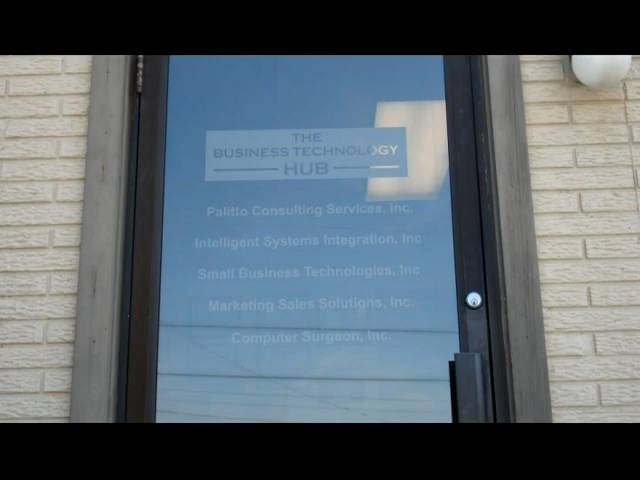 THE
BUSINESS TECHNOLOGY
HUB
Palitto Consulting Services, Inc.
Intelligent Systems Integration, Inc
Small Business Technologies, Inc
Marketing Sales Solutions, Inc.
Computer Surgeon, Inc.